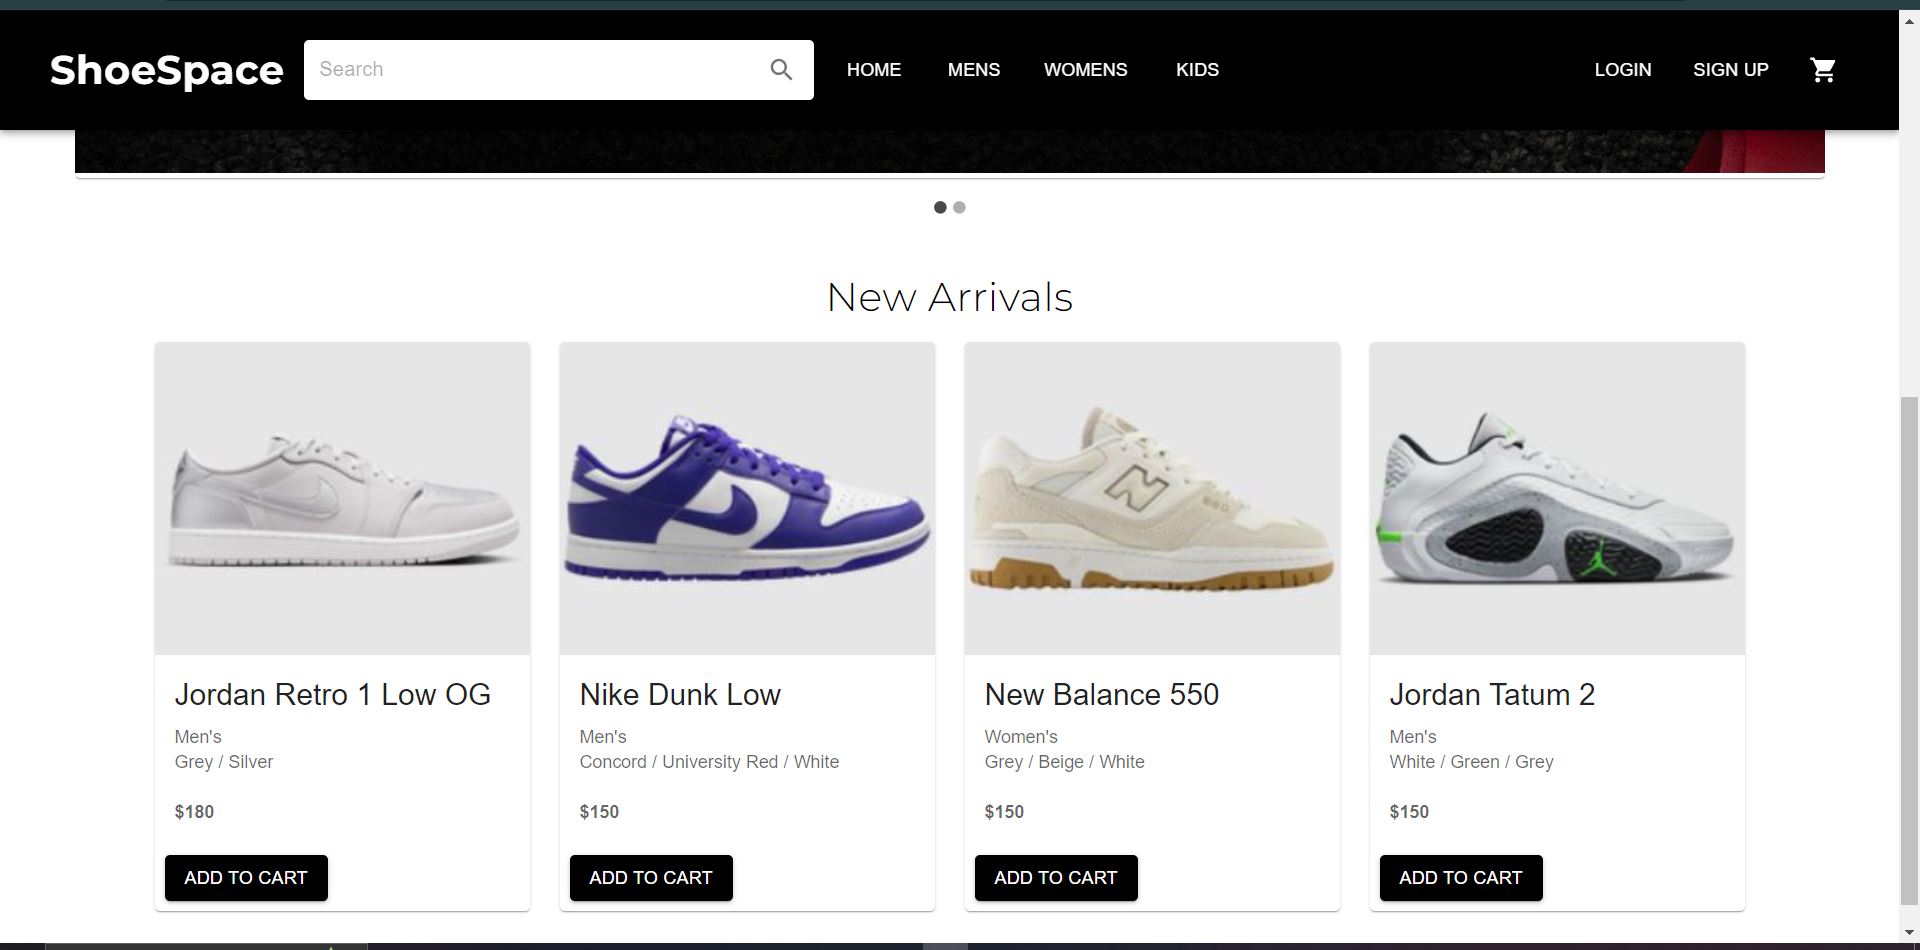 ShoeSpace Search HOME MENS WOMENS KIDS LOGIN SIGN UP
New Arrivals
Jordan Retro 1 Low OG
Men's
Grey / Silver
$180
ADD TO CART
Nike Dunk Low
Men's
Concord / University Red / White
$150
ADD TO CART
New Balance 550
Women's
Grey / Beige / White
$150
ADD TO CART
Jordan Tatum 2
Men's
White / Green / Grey
$150
ADD TO CART